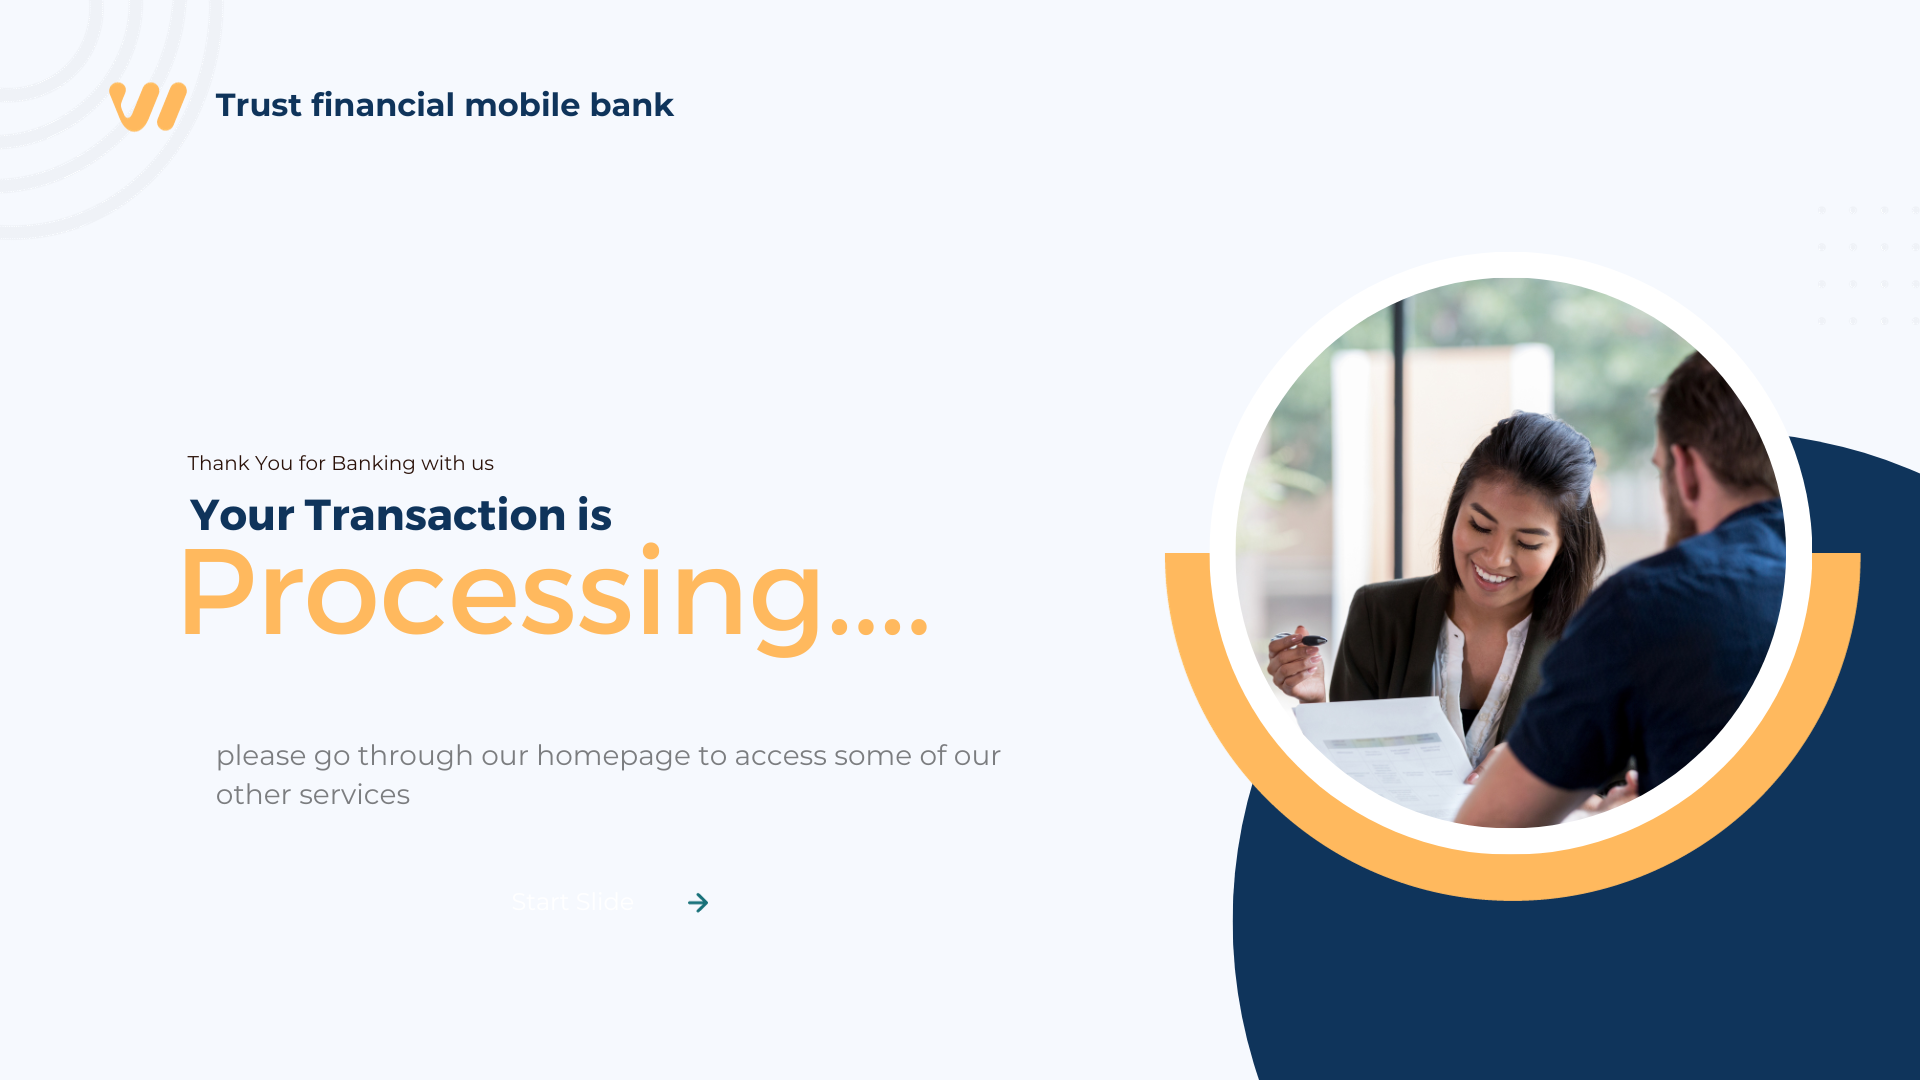 Trust financial mobile bank
Thank You for Banking with us
Your Transaction is
Processing....
please go through our homepage to access some of our
other services
Start Slide